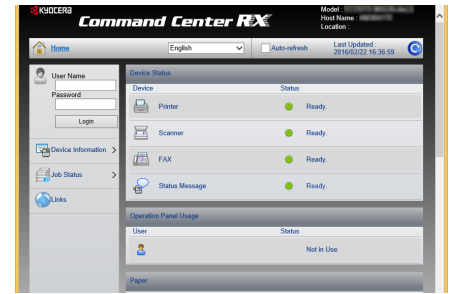 KYOCERA
Command Center RX
Model :
Host Name :
Location :
Home
English
Auto-refresh
Last Updated
2016/02/22 16:36:59
User Name
Password
Login
Device Information
Job Status
Links
Device Status
Device Status
Printer Ready.
Scanner Ready.
FAX Ready.
Status Message Ready.
Operation Panel Usage
User Status
Not in Use.
Paper